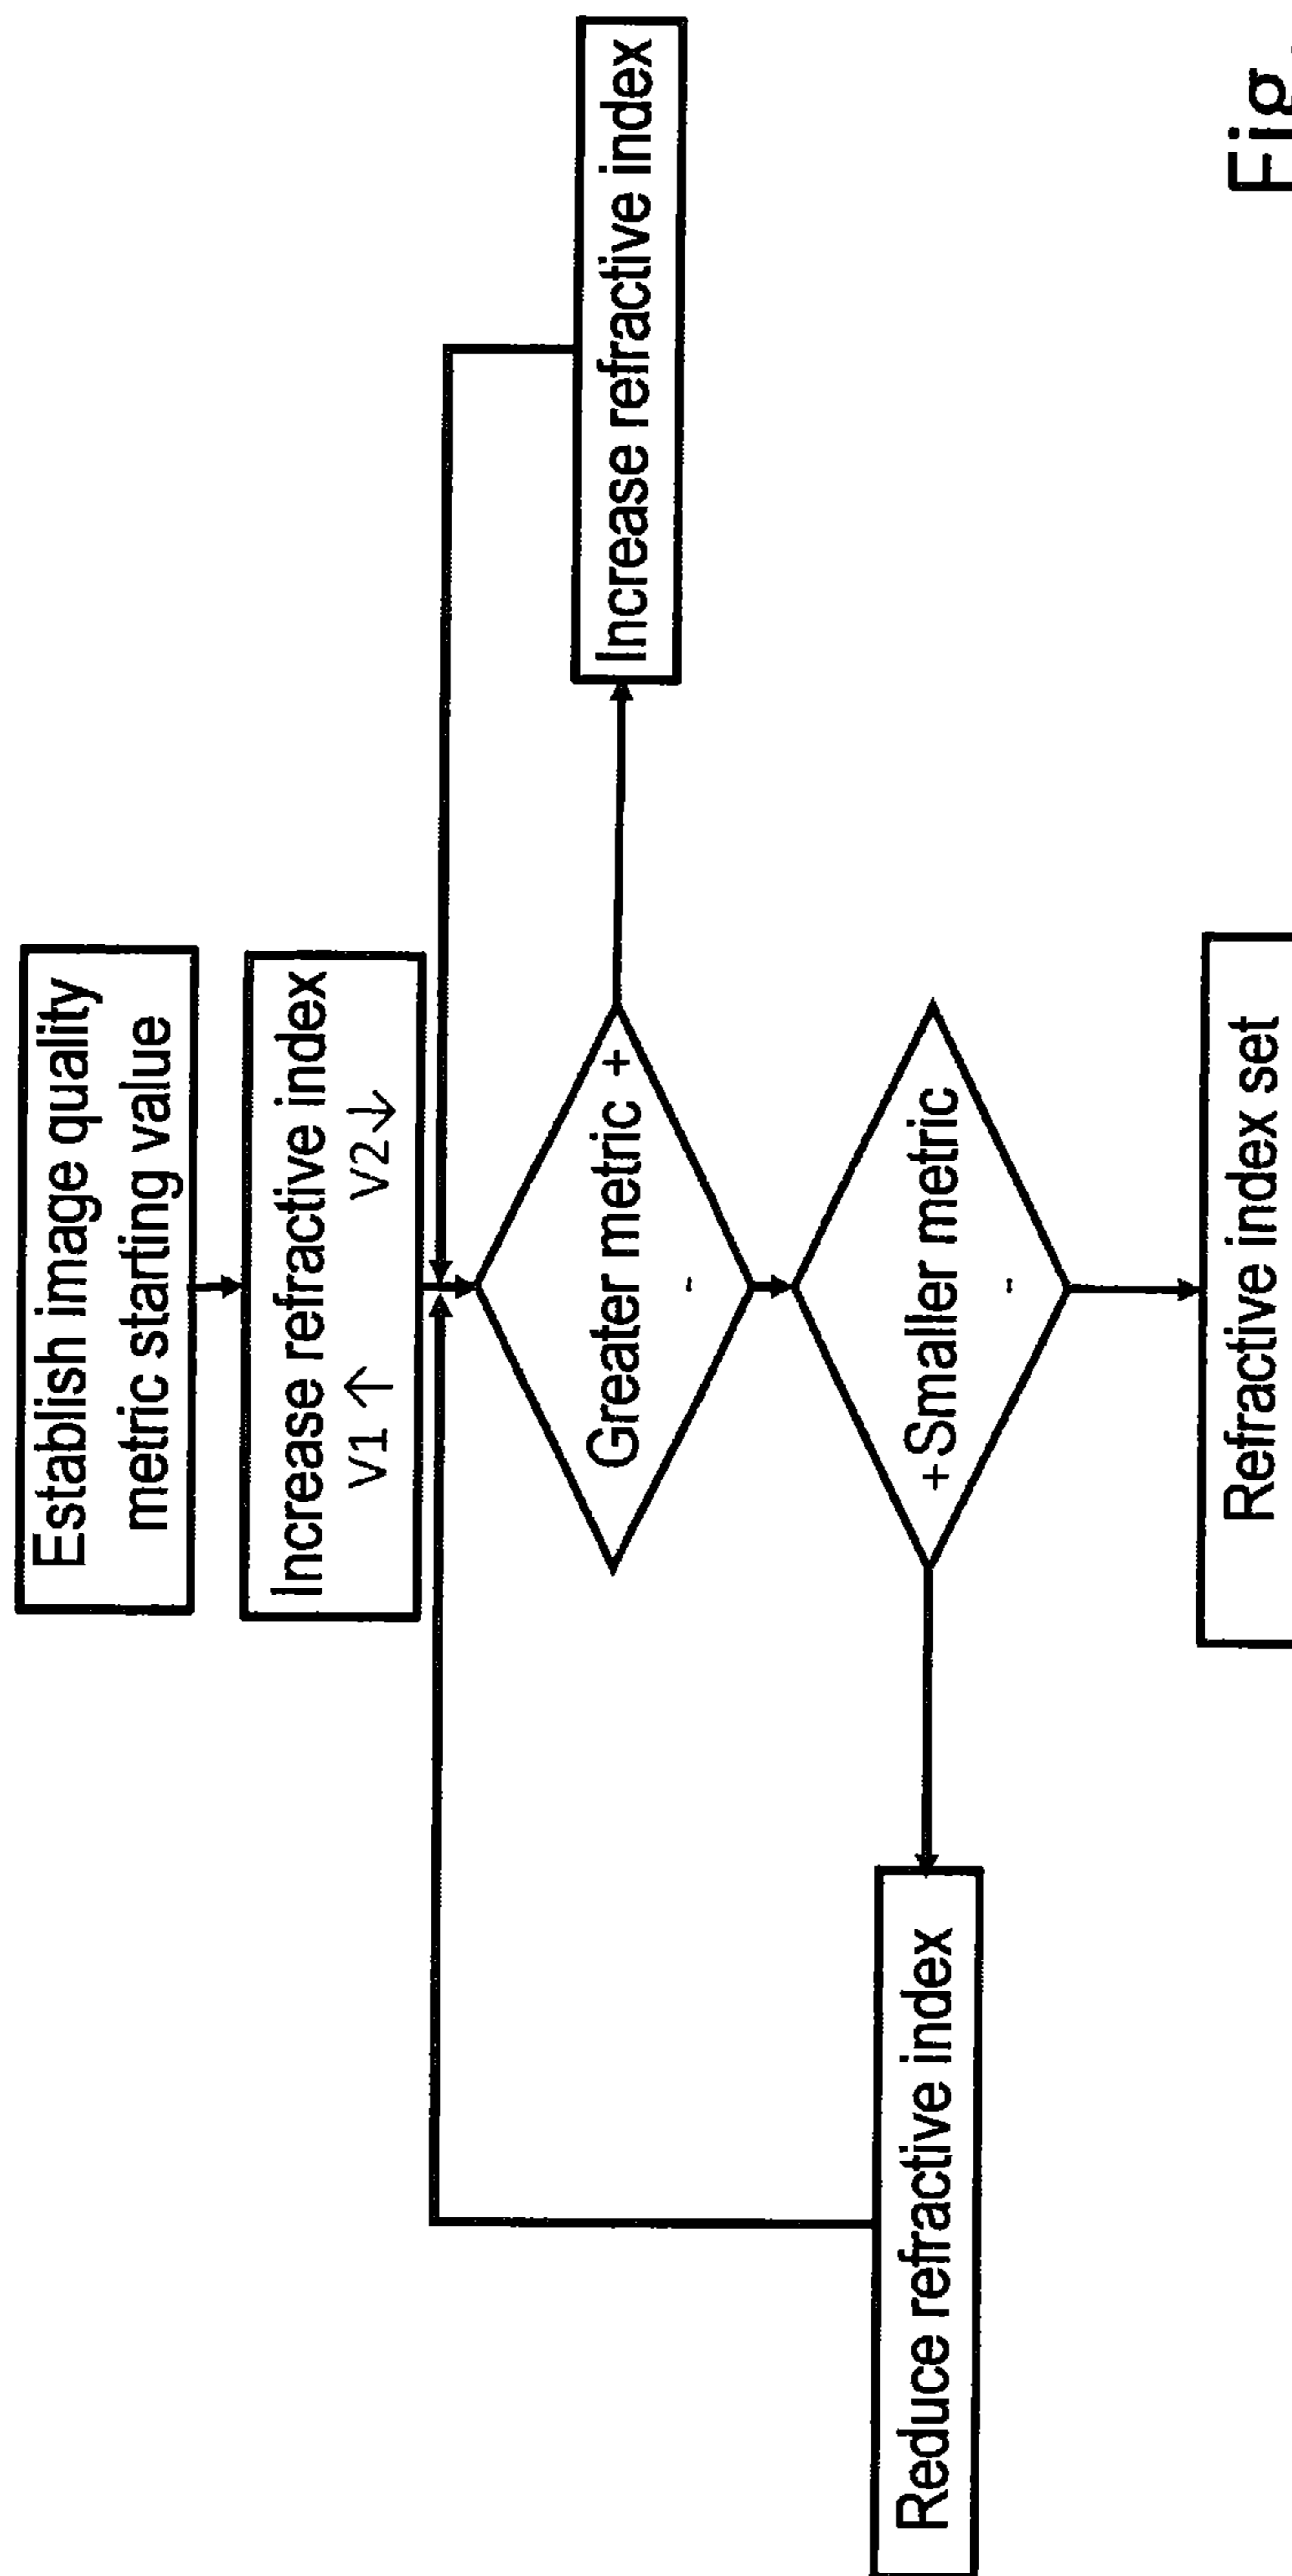 Establish image quality
metric starting value
Increase refractive index
V1 ↑ V2↓
Greater metric +
-
Increase refractive index
+Smaller metric
-
Reduce refractive index
Refractive index set
Fig.